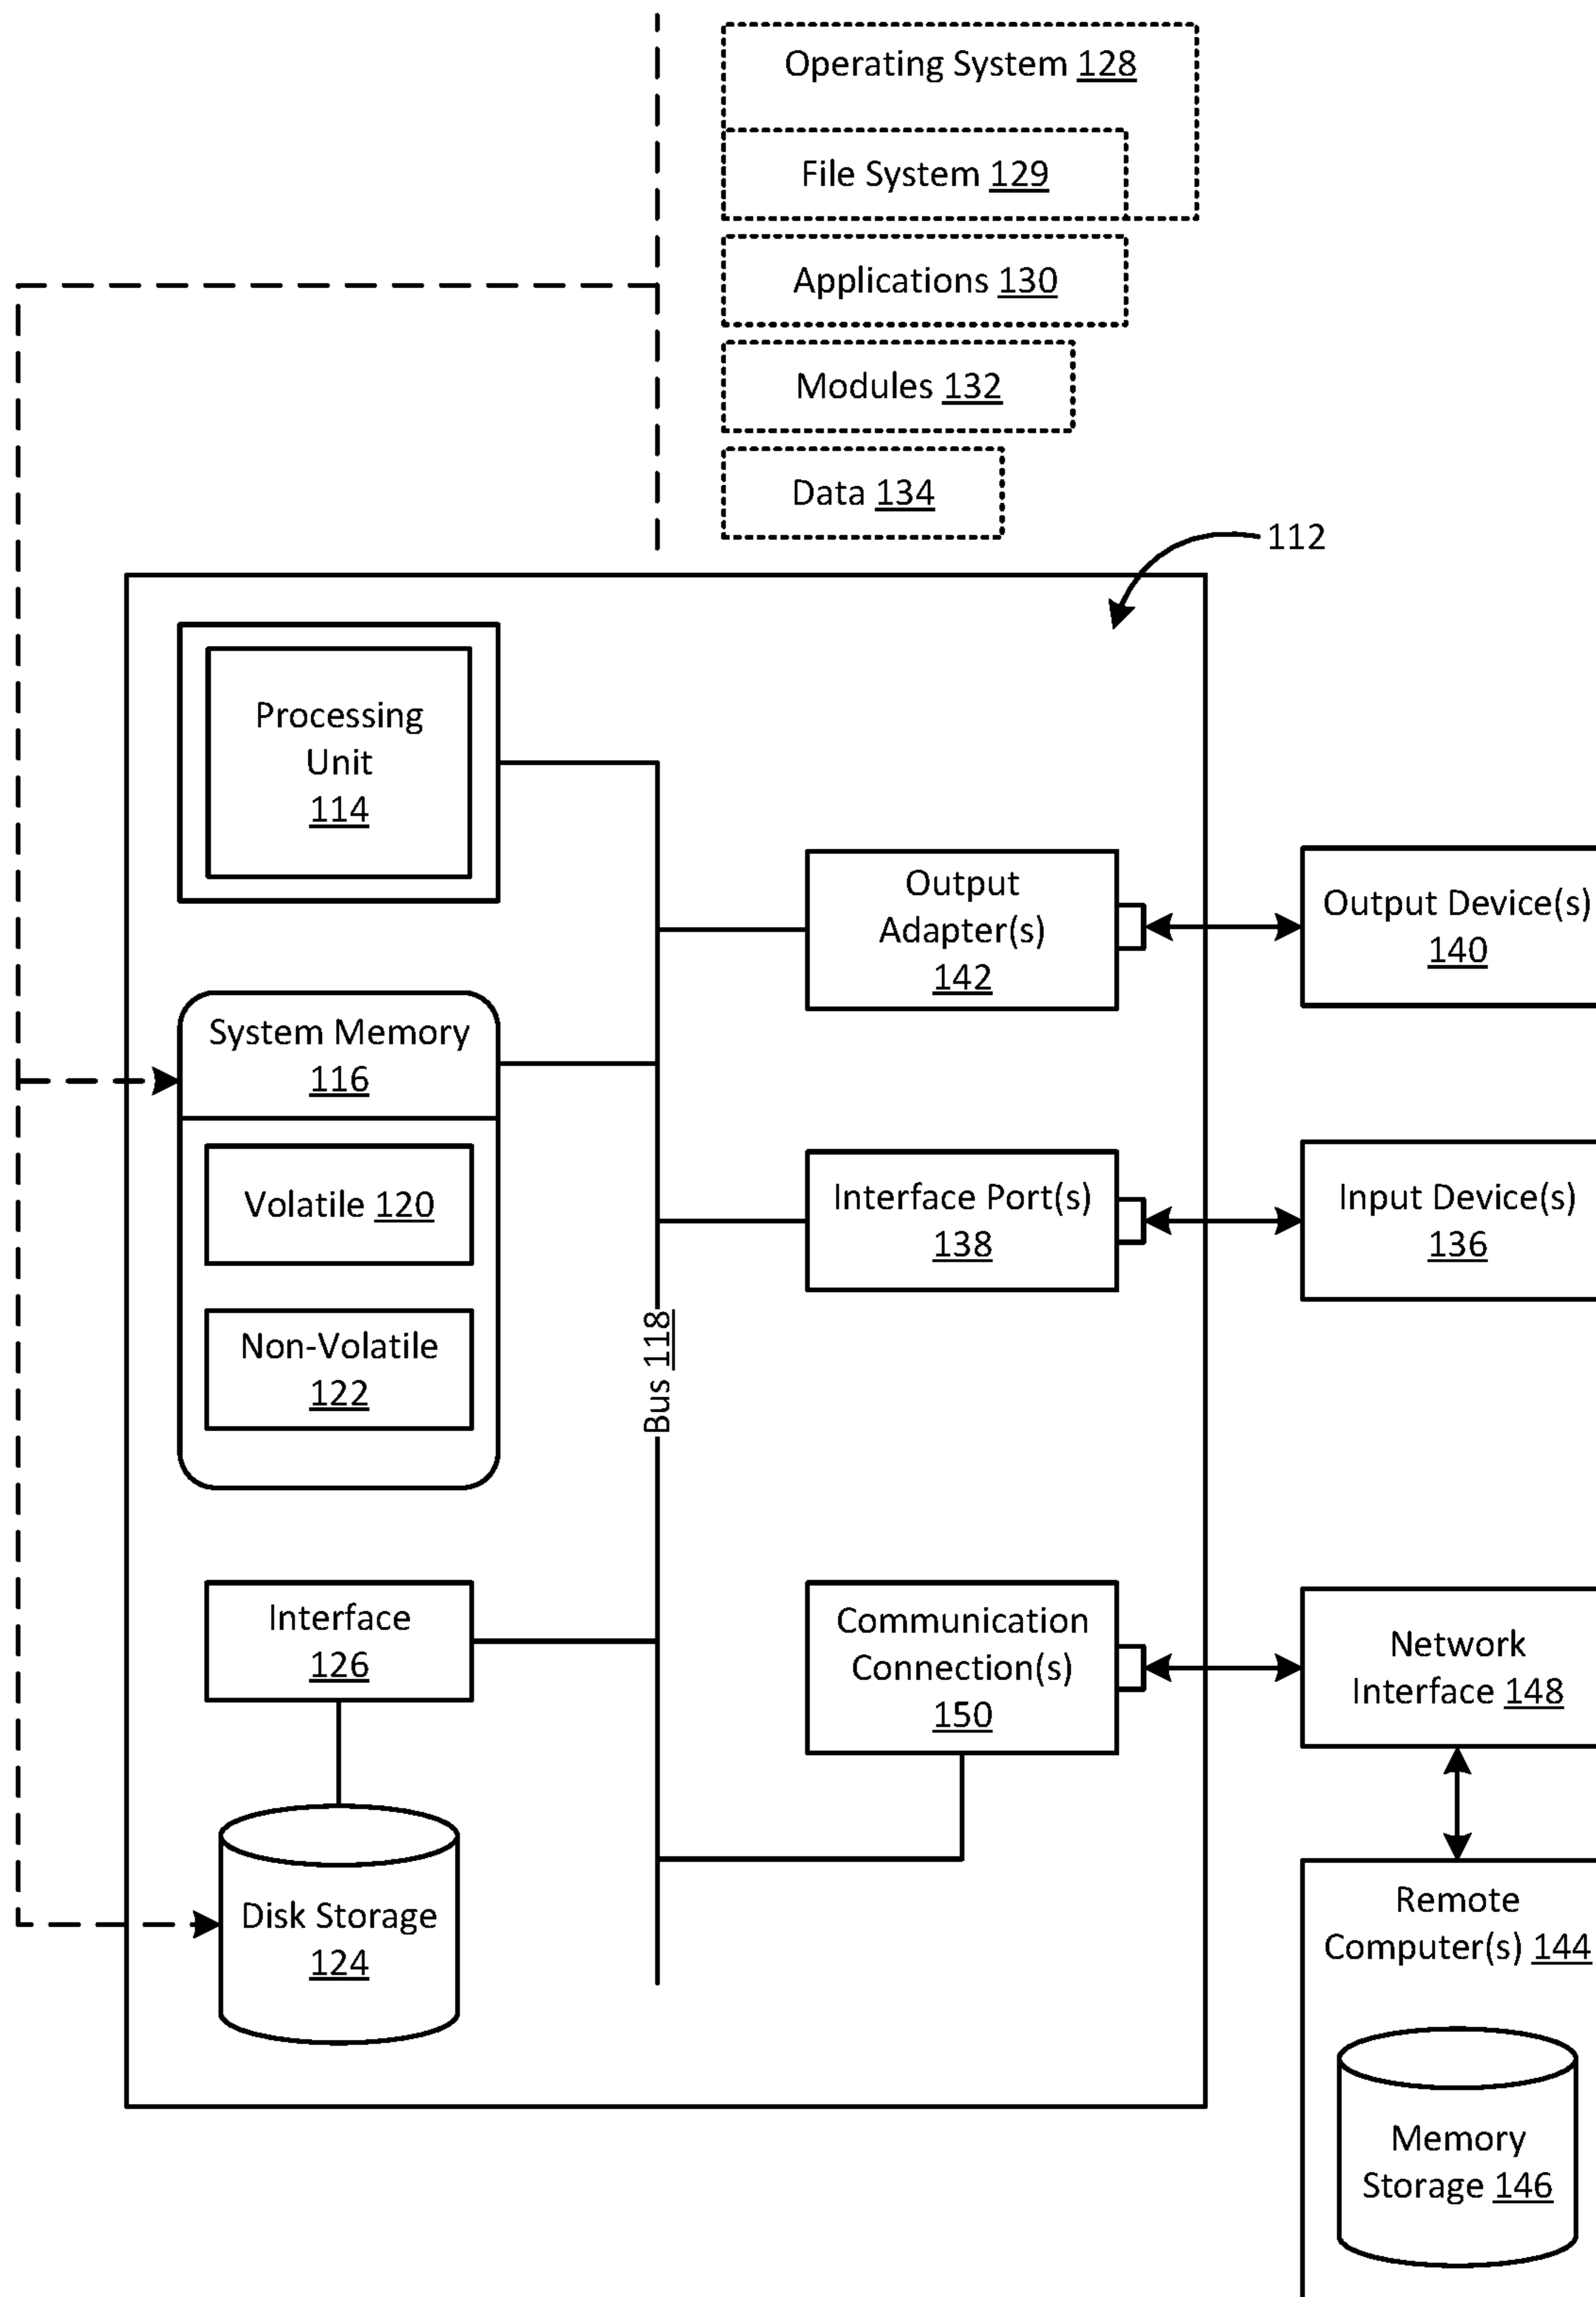 Operating System 128
File System 129
Applications 130
Modules 132
Data 134
112
Processing
Unit
114
Output
Adapter(s)
142
Output Device(s)
140
System Memory
116
Volatile 120
Non-Volatile
122
Interface Port(s)
138
Input Device(s)
136
Bus 118
Interface
126
Communication
Connection(s)
150
Network
Interface 148
Disk Storage
124
Remote
Computer(s) 144
Memory
Storage 146